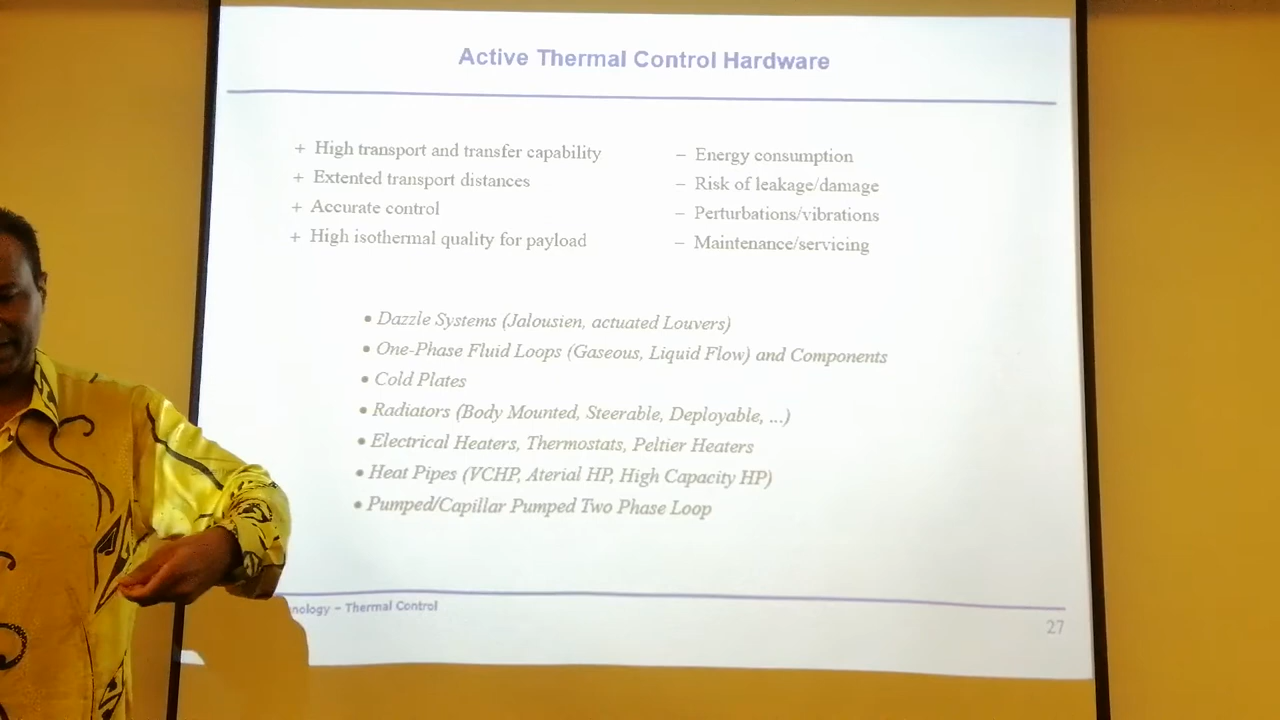 Active Thermal Control Hardware
+ High transport and transfer capability
+ Extented transport distances
+ Accurate control
+ High isothermal quality for payload
– Energy consumption
– Risk of leakage/damage
– Perturbations/vibrations
– Maintenance/servicing
• Dazzle Systems (Jalousien, actuated Louvers)
• One-Phase Fluid Loops (Gaseous, Liquid Flow) and Components
• Cold Plates
• Radiators (Body Mounted, Steerable, Deployable, ...)
• Electrical Heaters, Thermostats, Peltier Heaters
• Heat Pipes (VCHP, Aterial HP, High Capacity HP)
• Pumped/Capillar Pumped Two Phase Loop
nology – Thermal Control
27